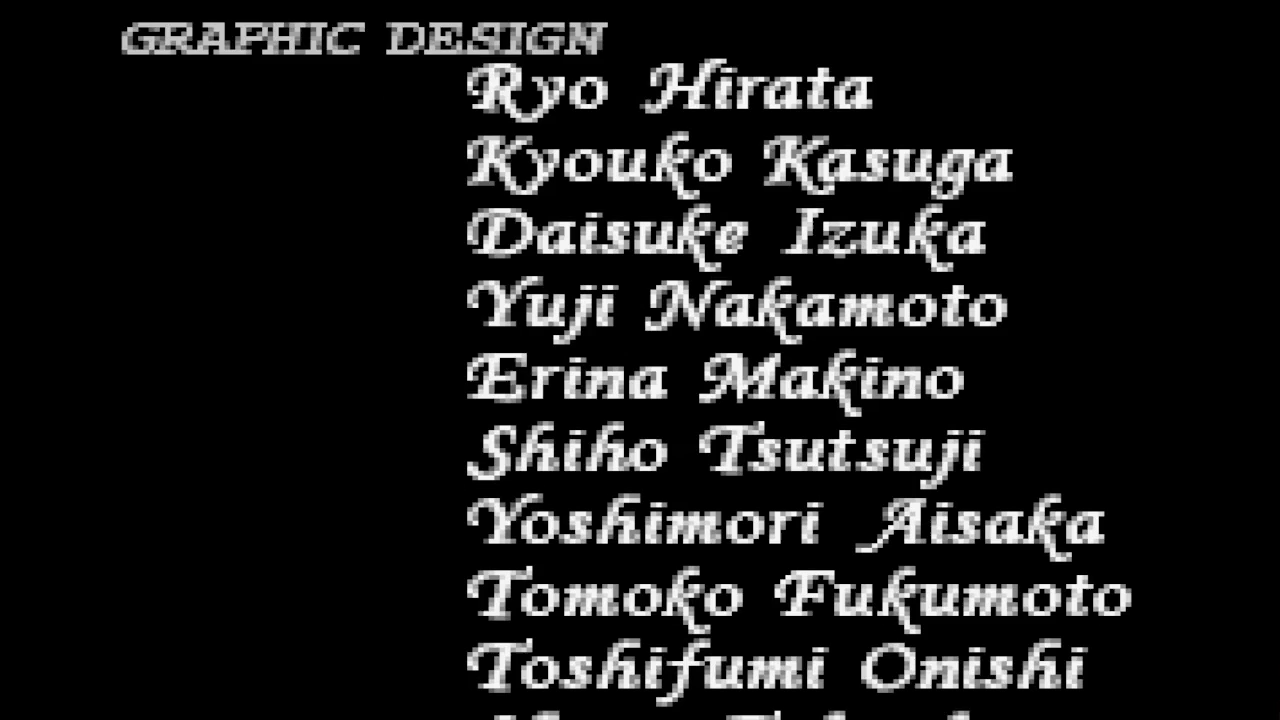 GRAPHIC DESIGN
Ryo Hirata
Kyouko Kasuga
Daisuke Izuka
Yuji Nakamoto
Erina Makino
Shiho Tsutsuji
Yoshimori Aisaka
Tomoko Fukumoto
Toshifumi Onishi